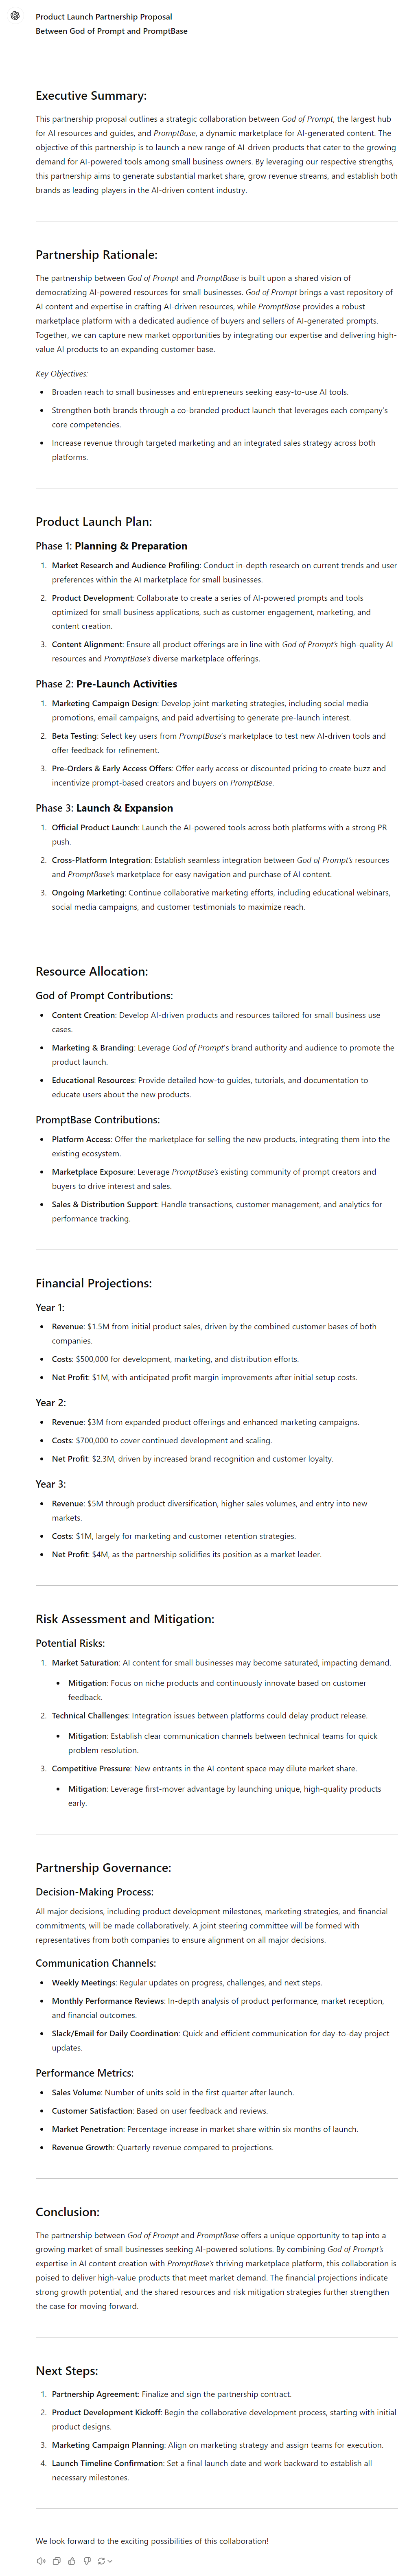 Product Launch Partnership Proposal
Between God of Prompt and PromptBase
Executive Summary:
This partnership proposal outlines a strategic collaboration between God of Prompt, the largest hub
for AI resources and guides, and PromptBase, a dynamic marketplace for AI-generated content. The
objective of this partnership is to launch a new range of AI-driven products that cater to the growing
demand for AI-powered tools among small business owners. By leveraging our respective strengths,
this partnership aims to generate substantial market share, grow revenue streams, and establish both
brands as leading players in the AI-driven content industry.
Partnership Rationale:
The partnership between God of Prompt and PromptBase is built upon a shared vision of
democratizing AI-powered resources for small businesses. God of Prompt brings a vast repository of
AI content and expertise in crafting AI-driven resources, while PromptBase provides a robust
marketplace platform with a dedicated audience of buyers and sellers of AI-generated prompts.
Together, we can capture new market opportunities by integrating our expertise and delivering high-
value AI products to an expanding customer base.
Key Objectives:
• Broaden reach to small businesses and entrepreneurs seeking easy-to-use AI tools.
• Strengthen both brands through a co-branded product launch that leverages each company's
core competencies.
• Increase revenue through targeted marketing and an integrated sales strategy across both
platforms.
Product Launch Plan:
Phase 1: Planning & Preparation
1. Market Research and Audience Profiling: Conduct in-depth research on current trends and user
preferences within the AI marketplace for small businesses.
2. Product Development: Collaborate to create a series of AI-powered prompts and tools
optimized for small business applications, such as customer engagement, marketing, and
content creation.
3. Content Alignment: Ensure all product offerings are in line with God of Prompt's high-quality AI
resources and PromptBase's diverse marketplace offerings.
Phase 2: Pre-Launch Activities
1. Marketing Campaign Design: Develop joint marketing strategies, including social media
promotions, email campaigns, and paid advertising to generate pre-launch interest.
2. Beta Testing: Select key users from PromptBase's marketplace to test new AI-driven tools and
offer feedback for refinement.
3. Pre-Orders & Early Access Offers: Offer early access or discounted pricing to create buzz and
incentivize prompt-based creators and buyers on PromptBase.
Phase 3: Launch & Expansion
1. Official Product Launch: Launch the AI-powered tools across both platforms with a strong PR
push.
2. Cross-Platform Integration: Establish seamless integration between God of Prompt's resources
and PromptBase's marketplace for easy navigation and purchase of AI content.
3. Ongoing Marketing: Continue collaborative marketing efforts, including educational webinars,
social media campaigns, and customer testimonials to maximize reach.
Resource Allocation:
God of Prompt Contributions:
• Content Creation: Develop AI-driven products and resources tailored for small business use
cases.
• Marketing & Branding: Leverage God of Prompt's brand authority and audience to promote the
product launch.
• Educational Resources: Provide detailed how-to guides, tutorials, and documentation to
educate users about the new products.
PromptBase Contributions:
• Platform Access: Offer the marketplace for selling the new products, integrating them into the
existing ecosystem.
• Marketplace Exposure: Leverage PromptBase's existing community of prompt creators and
buyers to drive interest and sales.
• Sales & Distribution Support: Handle transactions, customer management, and analytics for
performance tracking.
Financial Projections:
Year 1:
• Revenue: $1.5M from initial product sales, driven by the combined customer bases of both
companies.
• Costs: $500,000 for development, marketing, and distribution efforts.
• Net Profit: $1M, with anticipated profit margin improvements after initial setup costs.
Year 2:
• Revenue: $3M from expanded product offerings and enhanced marketing campaigns.
• Costs: $700,000 to cover continued development and scaling.
• Net Profit: $2.3M, driven by increased brand recognition and customer loyalty.
Year 3:
• Revenue: $5M through product diversification, higher sales volumes, and entry into new
markets.
• Costs: $1M, largely for marketing and customer retention strategies.
• Net Profit: $4M, as the partnership solidifies its position as a market leader.
Risk Assessment and Mitigation:
Potential Risks:
1. Market Saturation: AI content for small businesses may become saturated, impacting demand.
• Mitigation: Focus on niche products and continuously innovate based on customer
feedback.
2. Technical Challenges: Integration issues between platforms could delay product release.
• Mitigation: Establish clear communication channels between technical teams for quick
problem resolution.
3. Competitive Pressure: New entrants in the AI content space may dilute market share.
• Mitigation: Leverage first-mover advantage by launching unique, high-quality products
early.
Partnership Governance:
Decision-Making Process:
All major decisions, including product development milestones, marketing strategies, and financial
commitments, will be made collaboratively. A joint steering committee will be formed with
representatives from both companies to ensure alignment on all major decisions.
Communication Channels:
• Weekly Meetings: Regular updates on progress, challenges, and next steps.
• Monthly Performance Reviews: In-depth analysis of product performance, market reception,
and financial outcomes.
• Slack/Email for Daily Coordination: Quick and efficient communication for day-to-day project
updates.
Performance Metrics:
• Sales Volume: Number of units sold in the first quarter after launch.
• Customer Satisfaction: Based on user feedback and reviews.
• Market Penetration: Percentage increase in market share within six months of launch.
• Revenue Growth: Quarterly revenue compared to projections.
Conclusion:
The partnership between God of Prompt and PromptBase offers a unique opportunity to tap into a
growing market of small businesses seeking AI-powered solutions. By combining God of Prompt's
expertise in AI content creation with PromptBase's thriving marketplace platform, this collaboration is
poised to deliver high-value products that meet market demand. The financial projections indicate
strong growth potential, and the shared resources and risk mitigation strategies further strengthen
the case for moving forward.
Next Steps:
1. Partnership Agreement: Finalize and sign the partnership contract.
2. Product Development Kickoff: Begin the collaborative development process, starting with initial
product designs.
3. Marketing Campaign Planning: Align on marketing strategy and assign teams for execution.
4. Launch Timeline Confirmation: Set a final launch date and work backward to establish all
necessary milestones.
We look forward to the exciting possibilities of this collaboration!